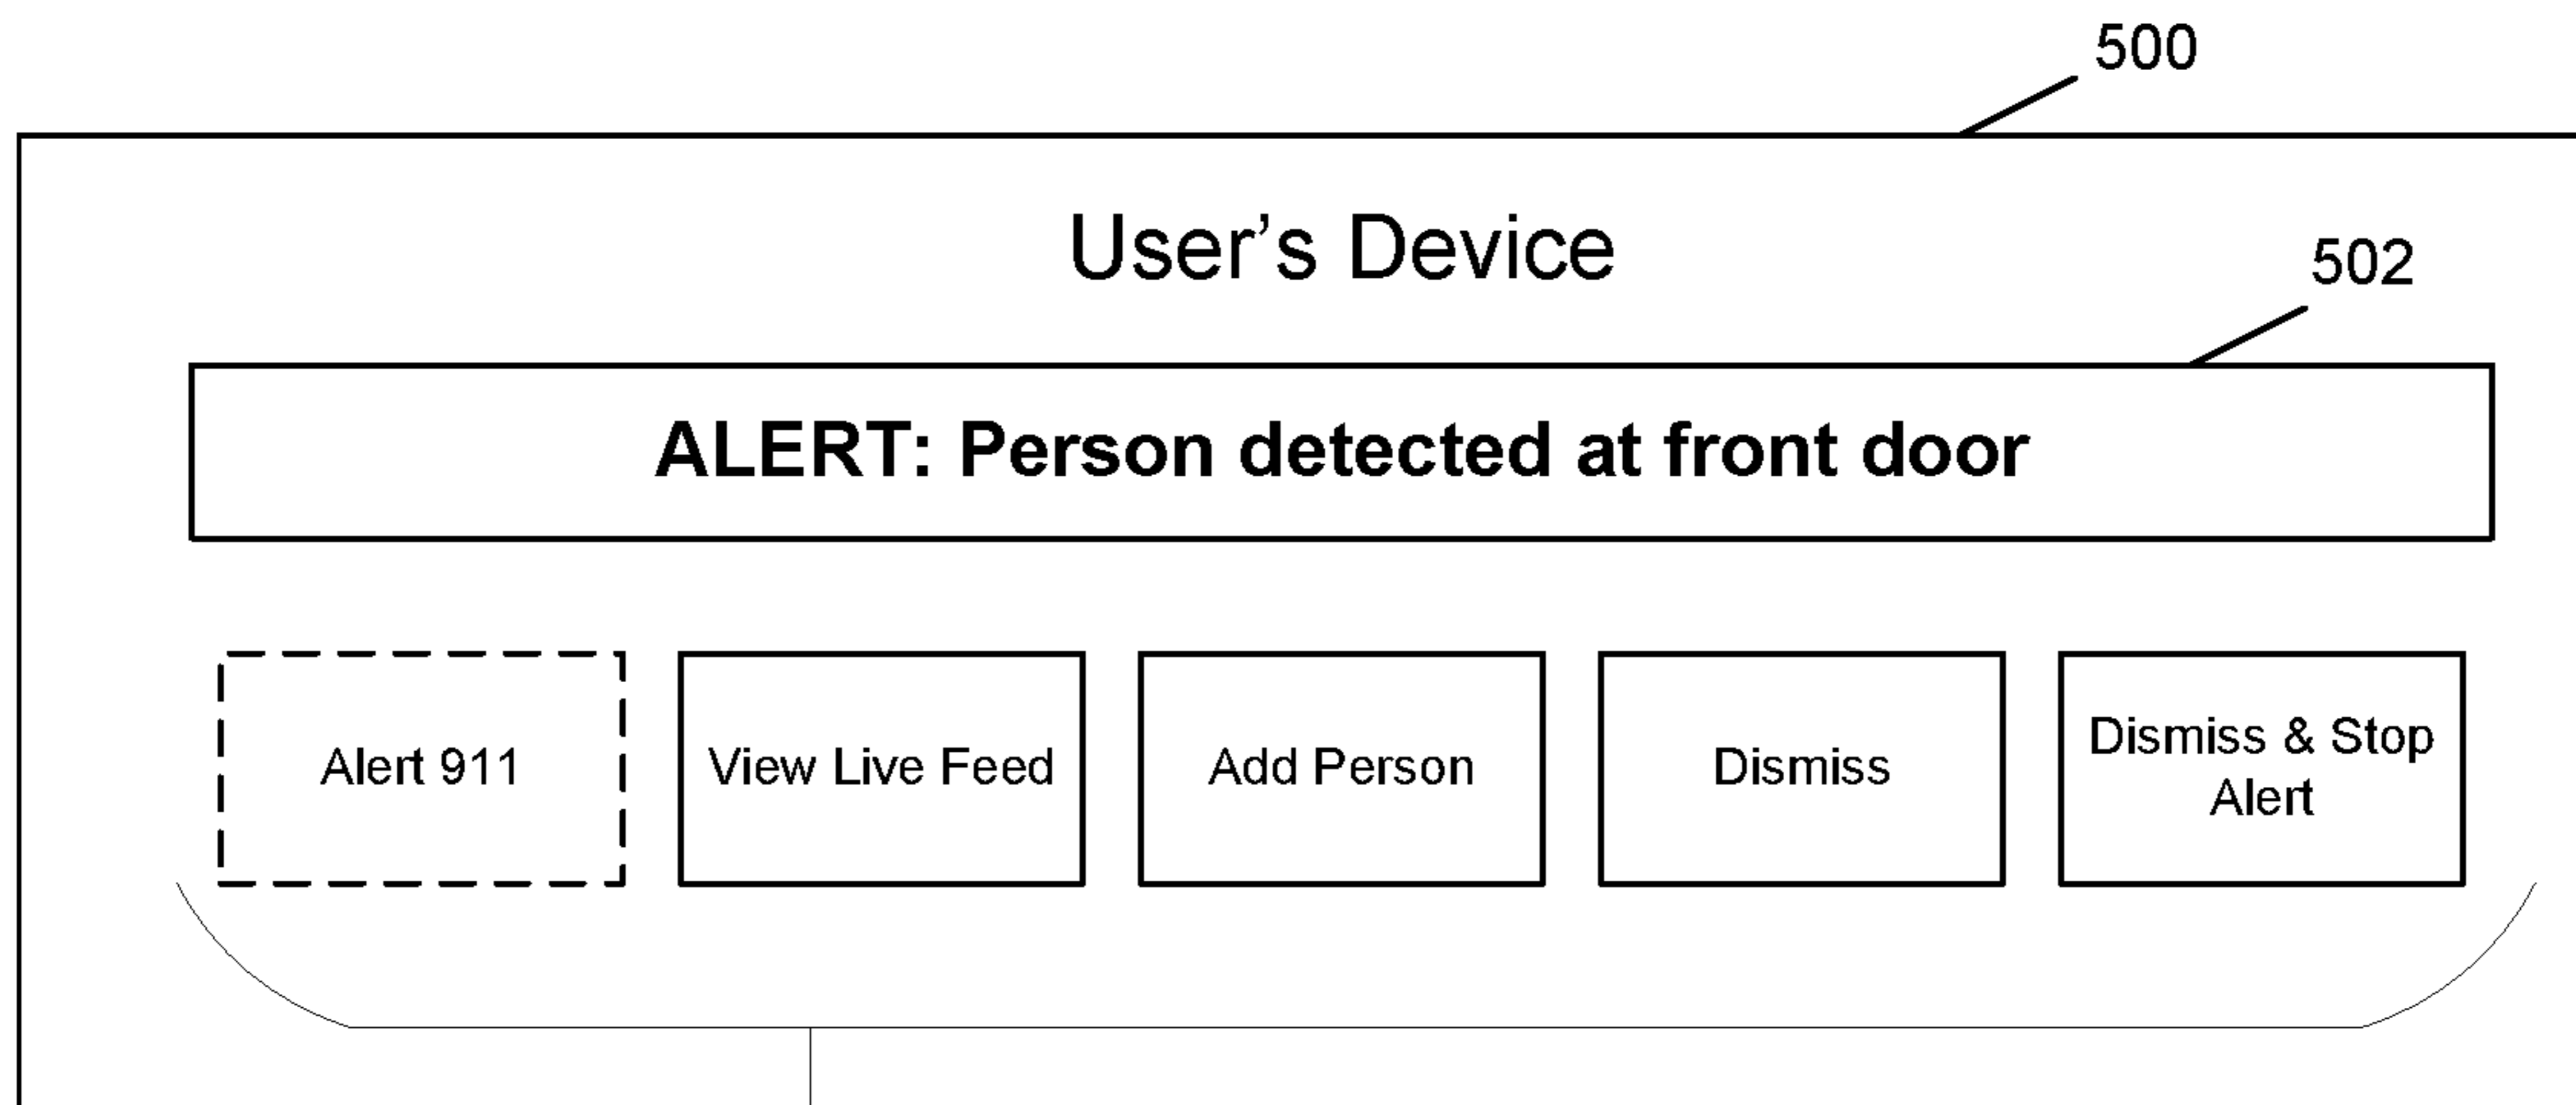 500
User’s Device
502
ALERT: Person detected at front door
Alert 911
View Live Feed
Add Person
Dismiss
Dismiss & Stop
Alert